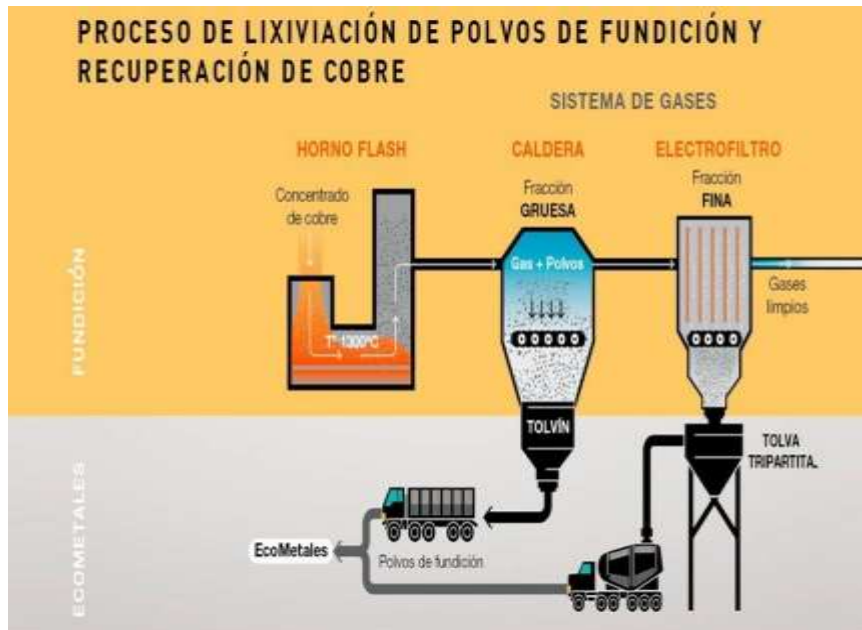 PROCESO DE LIXIVIACIÓN DE POLVOS DE FUNDICIÓN Y
RECUPERACIÓN DE COBRE
SISTEMA DE GASES
HORNO FLASH
CALDERA
ELECTROFILTRO
Concentrado
de cobre
Fracción
GRUESA
Fracción
FINA
Gas + Polvos
Gases
limpios
T° 1300°C
FUNDICIÓN
TOLVÍN
TOLVA
TRIPARTITA.
EcoMetales
Polvos de fundición
ECOMETALES